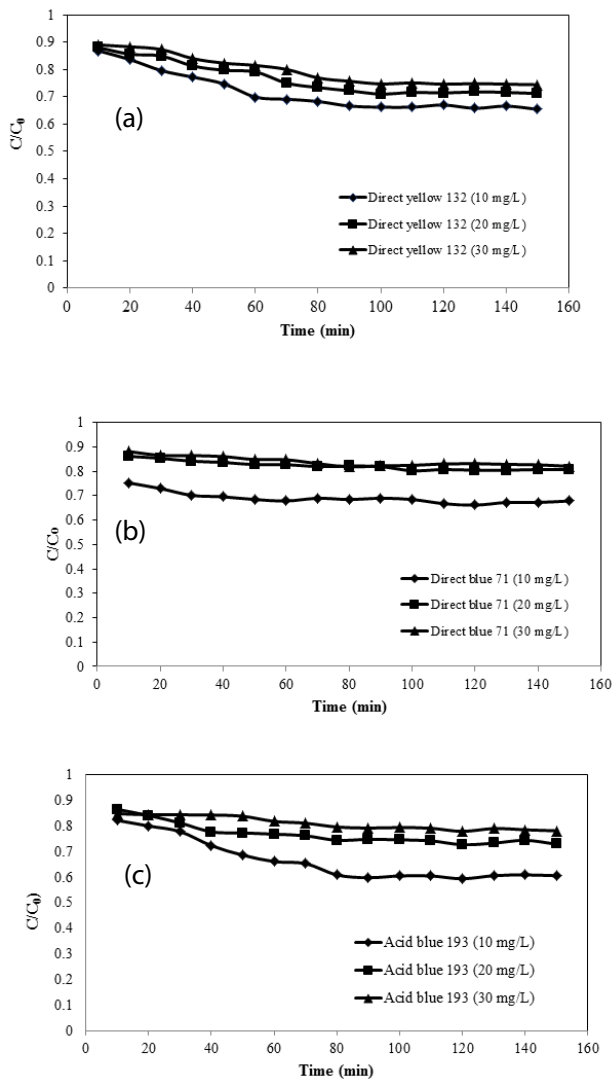 1
0.9
0.8
0.7
0.6
0.5
0.4
0.3
0.2
0.1
0
C/C₀
(a)
Direct yellow 132 (10 mg/L)
Direct yellow 132 (20 mg/L)
Direct yellow 132 (30 mg/L)
0 20 40 60 80 100 120 140 160
Time (min)
1
0.9
0.8
0.7
0.6
0.5
0.4
0.3
0.2
0.1
0
C/Co
(b)
Direct blue 71 (10 mg/L)
Direct blue 71 (20 mg/L)
Direct blue 71 (30 mg/L)
0 20 40 60 80 100 120 140 160
Time (min)
1
0.9
0.8
0.7
0.6
0.5
0.4
0.3
0.2
0.1
0
C/C₀)
(c)
Acid blue 193 (10 mg/L)
Acid blue 193 (20 mg/L)
Acid blue 193 (30 mg/L)
0 20 40 60 80 100 120 140 160
Time (min)